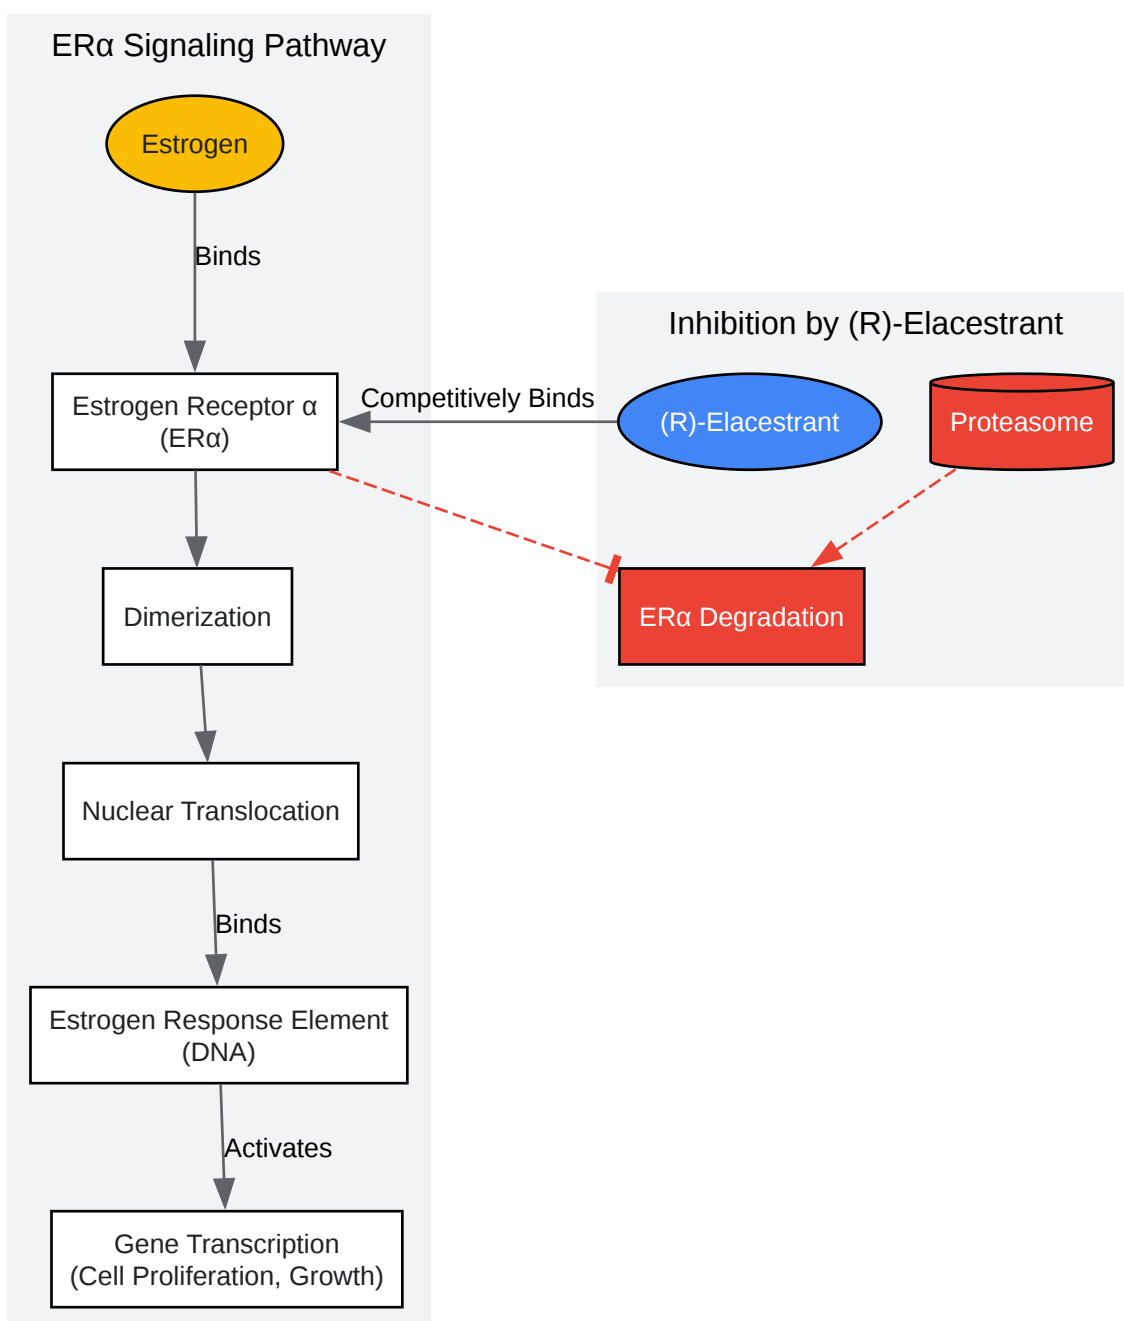 ERα Signaling Pathway
Estrogen
Binds
Inhibition by (R)-Elacestrant
Estrogen Receptor α
(ERα)
Competitively Binds
(R)-Elacestrant
Proteasome
Dimerization
ERα Degradation
Nuclear Translocation
Binds
Estrogen Response Element
(DNA)
Activates
Gene Transcription
(Cell Proliferation, Growth)